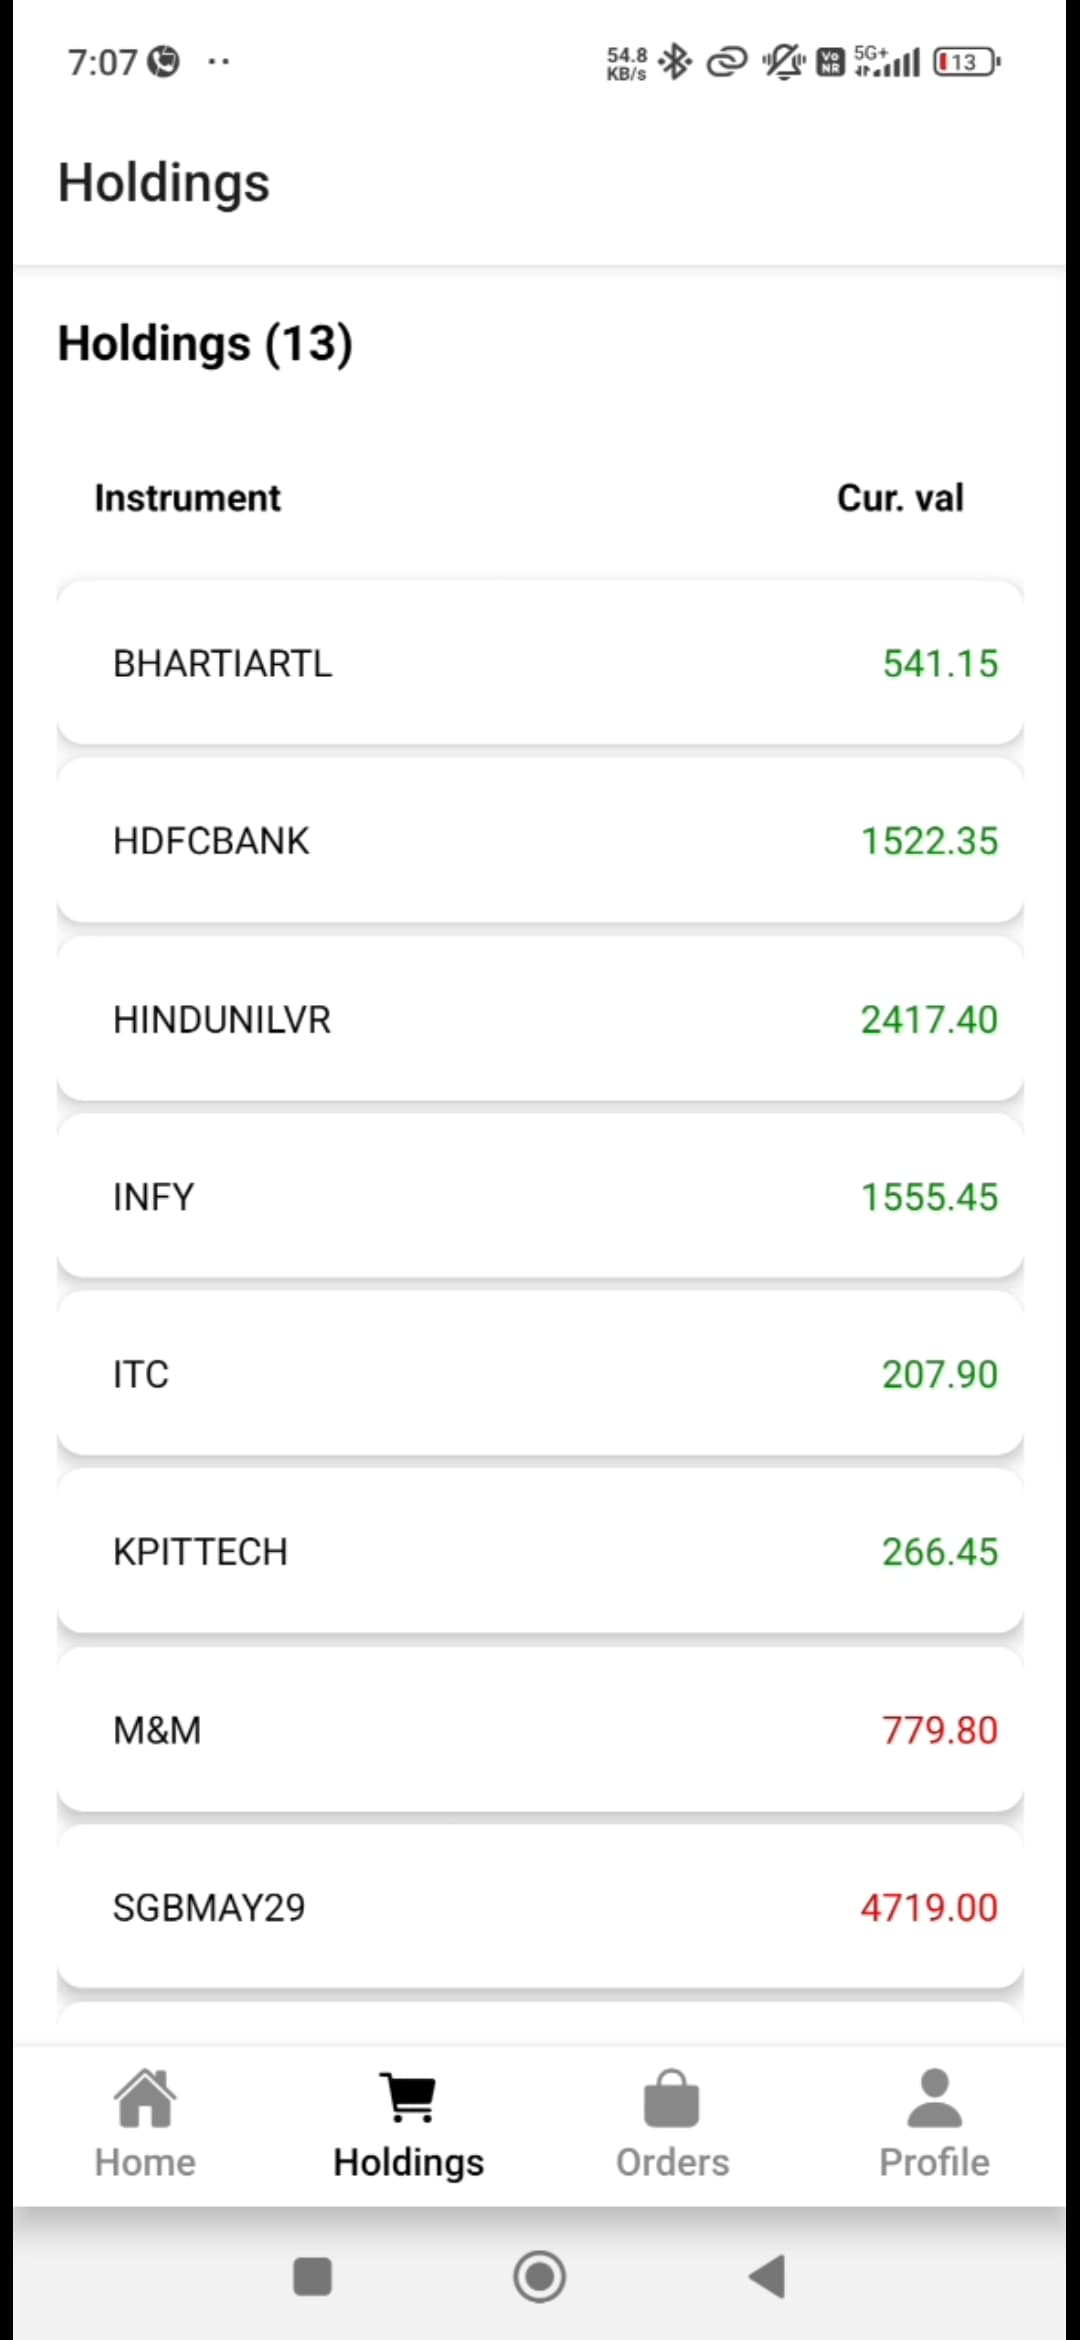 7:07
54.8 KB/s
Vo NR
5G+
13
Holdings
Holdings (13)
Instrument Cur. val
BHARTIARTL 541.15
HDFCBANK 1522.35
HINDUNILVR 2417.40
INFY 1555.45
ITC 207.90
KPITTECH 266.45
M&M 779.80
SGBMAY29 4719.00
Home Holdings Orders Profile